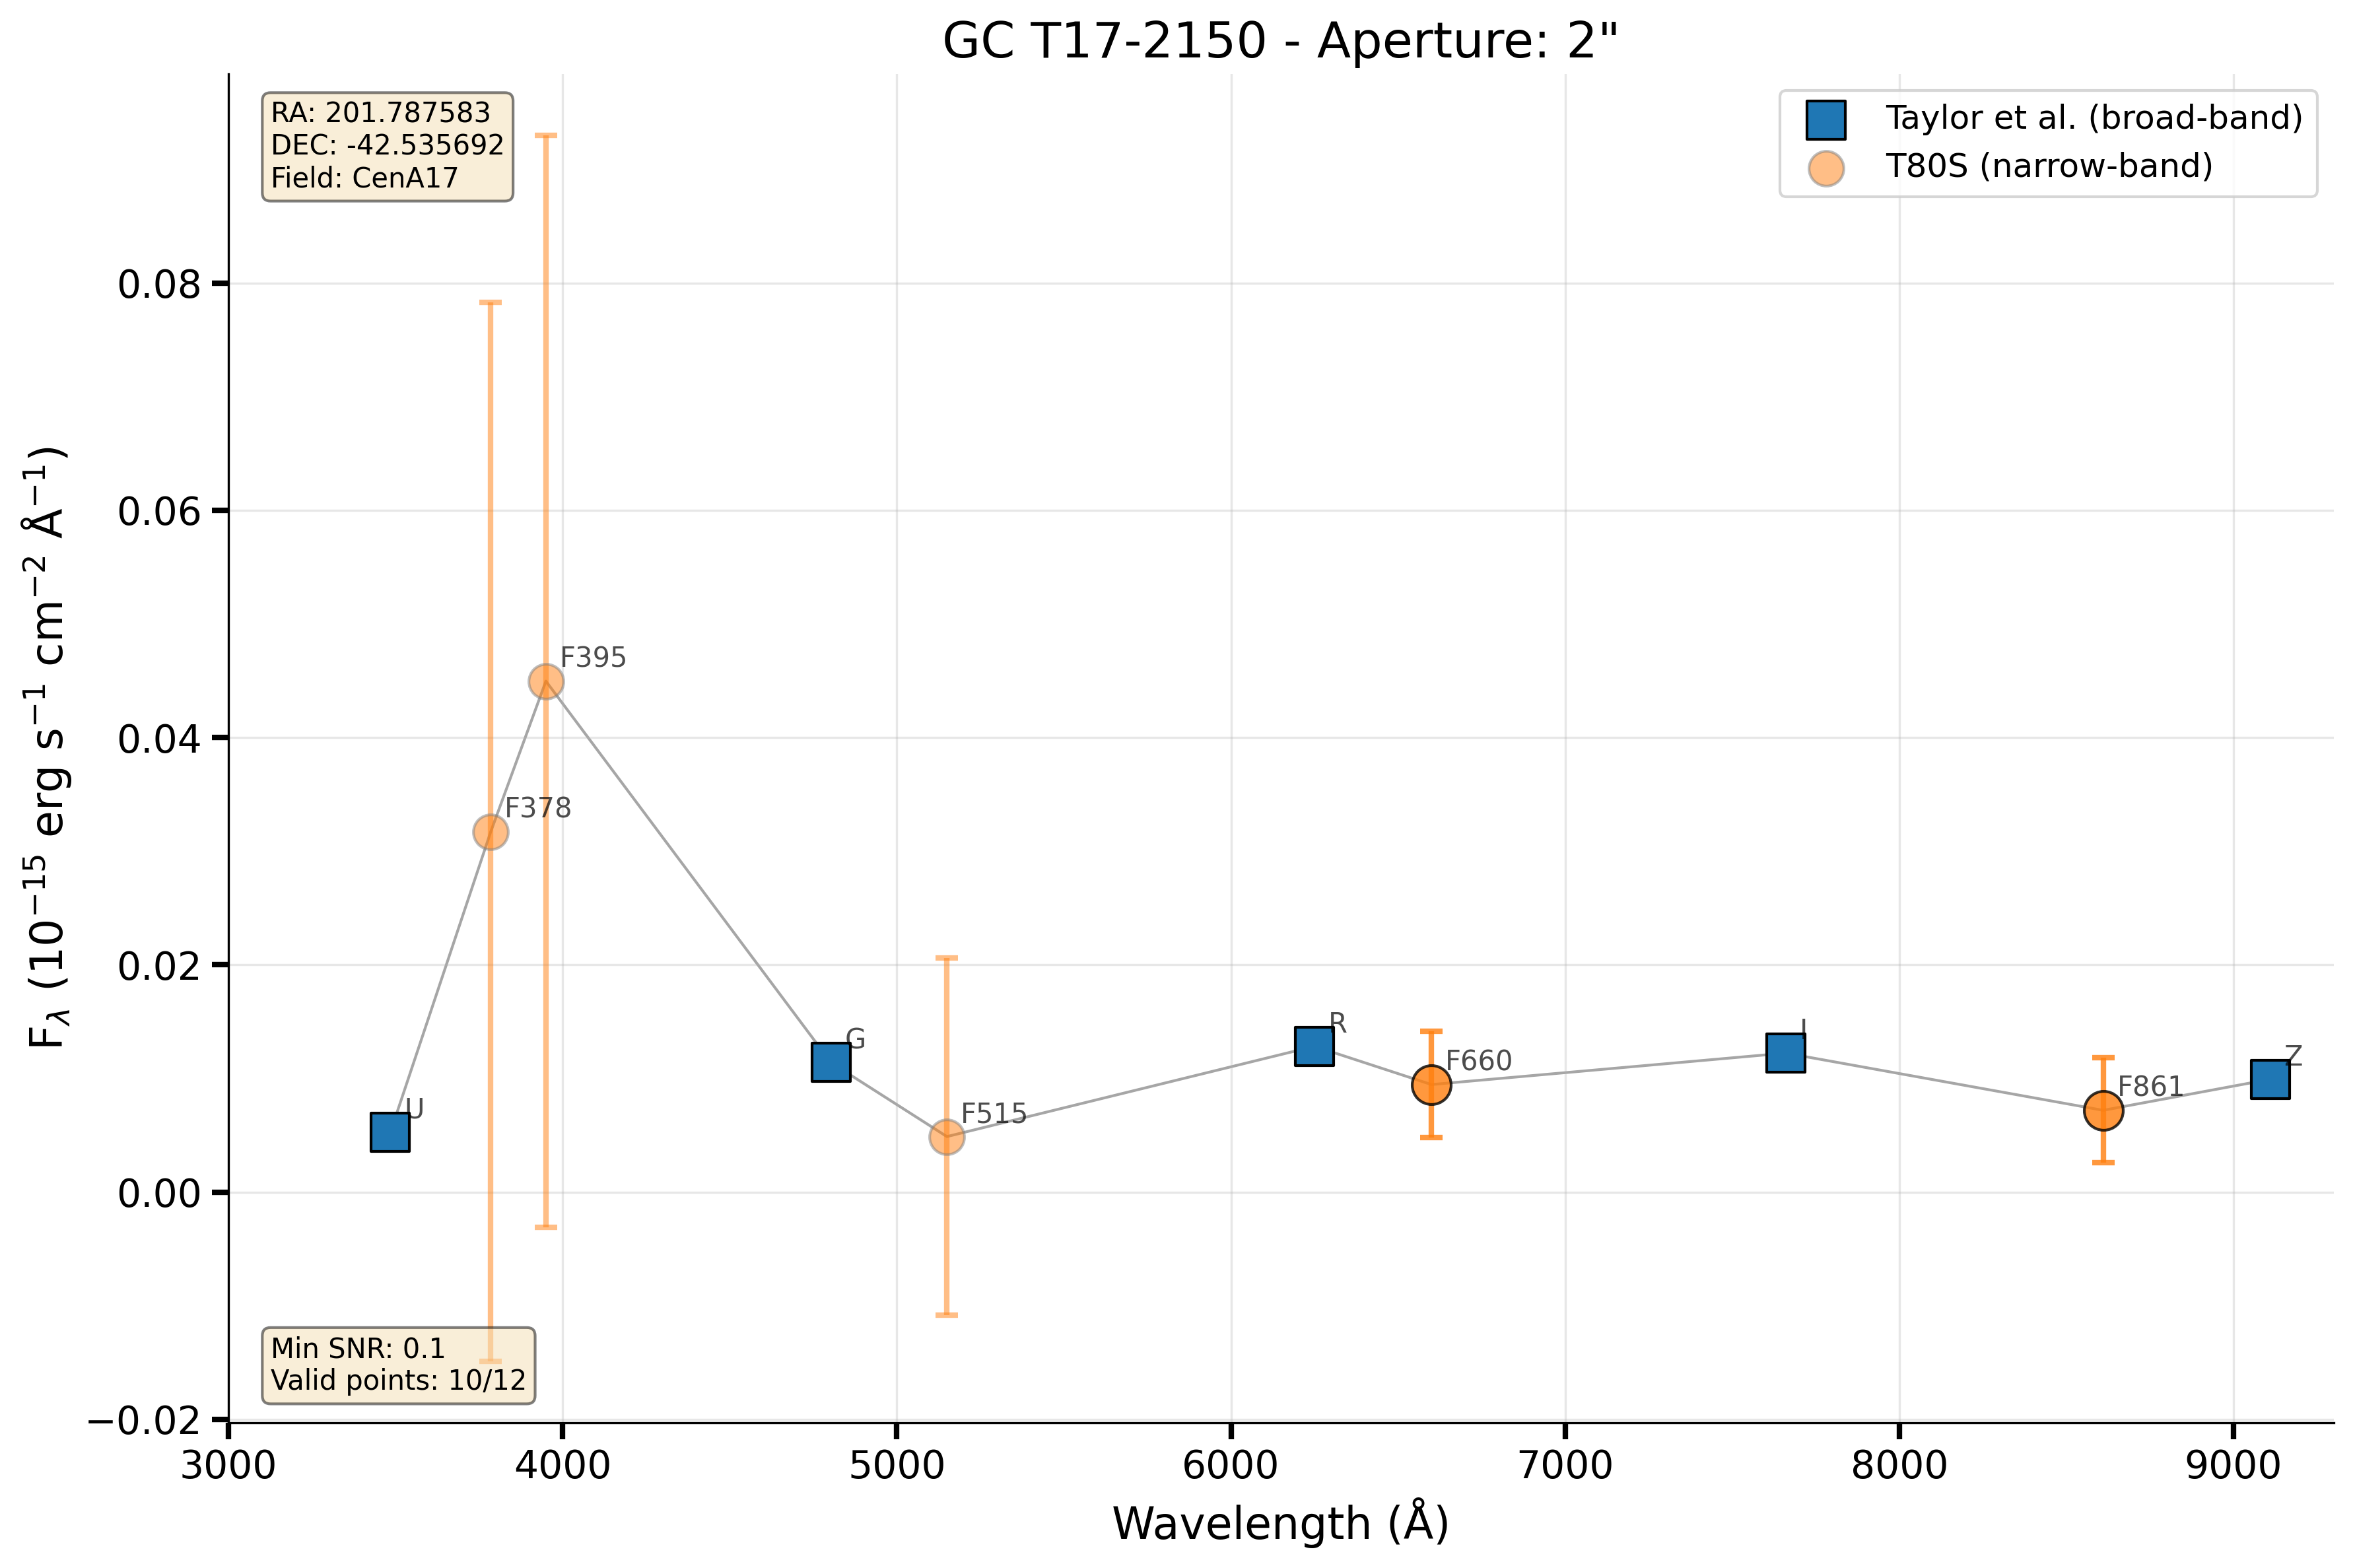 GC T17-2150 - Aperture: 2"
RA: 201.787583
DEC: -42.535692
Field: CenA17
Taylor et al. (broad-band)
T80S (narrow-band)
F_λ (10⁻¹⁵ erg s⁻¹ cm⁻² Å⁻¹)
0.08
0.06
0.04
0.02
0.00
−0.02
F395
F378
U
G
F515
R
F660
I
F861
Z
Min SNR: 0.1
Valid points: 10/12
3000 4000 5000 6000 7000 8000 9000
Wavelength (Å)